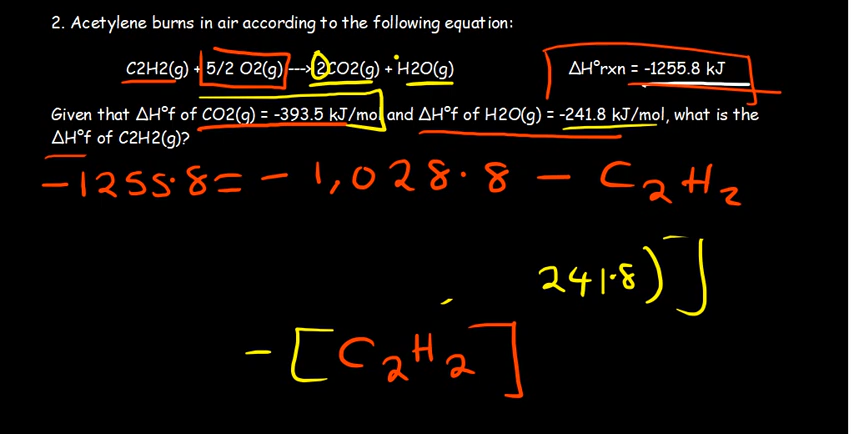 2. Acetylene burns in air according to the following equation:
C2H2(g) + 5/2 O2(g) ---> 2CO2(g) + H2O(g) ΔH°rxn = -1255.8 kJ
Given that ΔH°f of CO2(g) = -393.5 kJ/mol and ΔH°f of H2O(g) = -241.8 kJ/mol, what is the
ΔH°f of C2H2(g)?
-1255.8 = -1,028.8 - C2H2
241.8)]
-[C2H2]